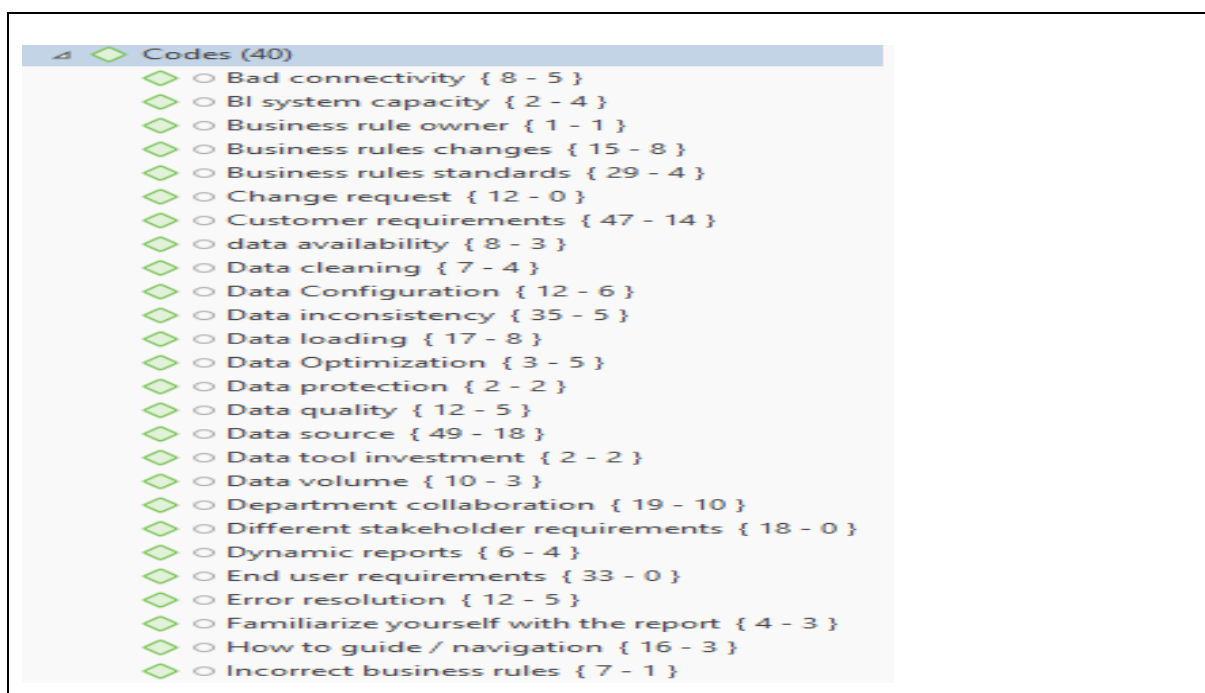 Codes (40)
Bad connectivity { 8 - 5 }
BI system capacity { 2 - 4 }
Business rule owner { 1 - 1 }
Business rules changes { 15 - 8 }
Business rules standards { 29 - 4 }
Change request { 12 - 0 }
Customer requirements { 47 - 14 }
data availability { 8 - 3 }
Data cleaning { 7 - 4 }
Data Configuration { 12 - 6 }
Data inconsistency { 35 - 5 }
Data loading { 17 - 8 }
Data Optimization { 3 - 5 }
Data protection { 2 - 2 }
Data quality { 12 - 5 }
Data source { 49 - 18 }
Data tool investment { 2 - 2 }
Data volume { 10 - 3 }
Department collaboration { 19 - 10 }
Different stakeholder requirements { 18 - 0 }
Dynamic reports { 6 - 4 }
End user requirements { 33 - 0 }
Error resolution { 12 - 5 }
Familiarize yourself with the report { 4 - 3 }
How to guide / navigation { 16 - 3 }
Incorrect business rules { 7 - 1 }